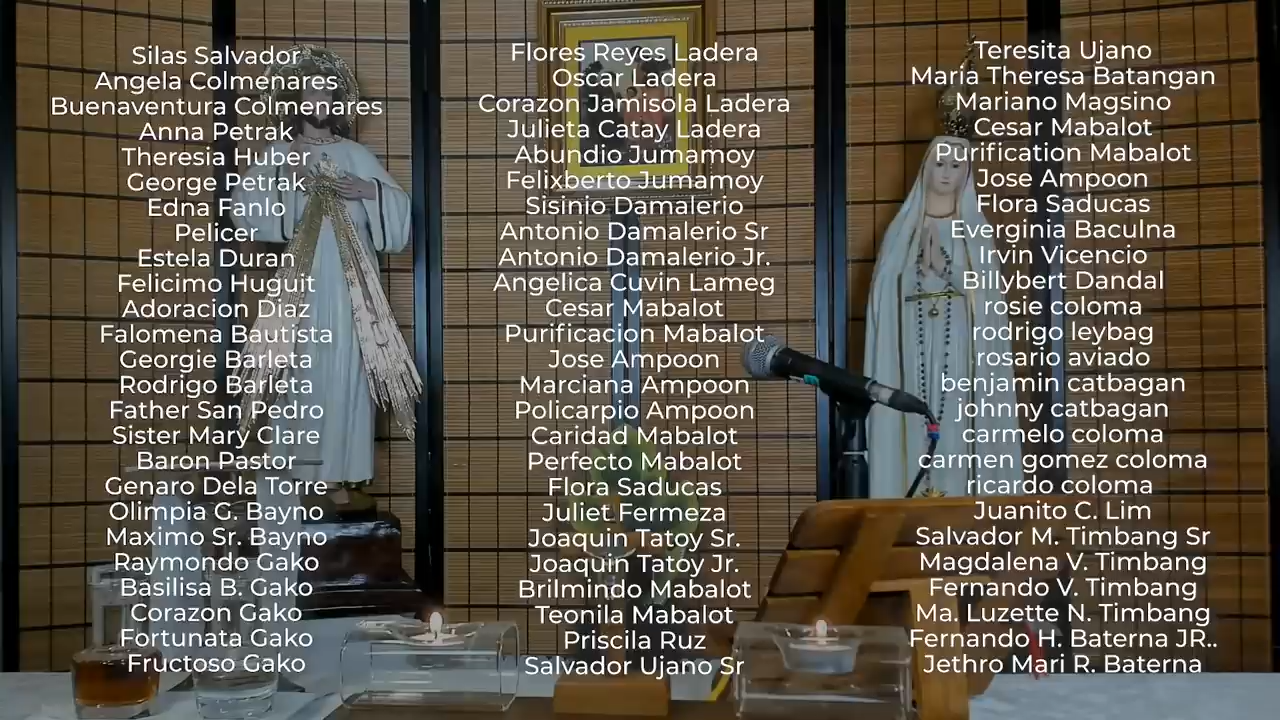 Silas Salvador
Angela Colmenares
Buenaventura Colmenares
Anna Petrak
Theresia Huber
George Petrak
Edna Fanlo
Pelicer
Estela Duran
Felicimo Huguit
Adoracion Diaz
Falomena Bautista
Georgie Barleta
Rodrigo Barleta
Father San Pedro
Sister Mary Clare
Baron Pastor
Genaro Dela Torre
Olimpia G. Bayno
Maximo Sr. Bayno
Raymondo Gako
Basilisa B. Gako
Corazon Gako
Fortunata Gako
Fructoso Gako
Flores Reyes Ladera
Oscar Ladera
Corazon Jamisola Ladera
Julieta Catay Ladera
Abundio Jumamoy
Felixberto Jumamoy
Sisinio Damalerio
Antonio Damalerio Sr
Antonio Damalerio Jr.
Angelica Cuvin Lameg
Cesar Mabalot
Purificacion Mabalot
Jose Ampoon
Marciana Ampoon
Policarpio Ampoon
Caridad Mabalot
Perfecto Mabalot
Flora Saducas
Juliet Fermeza
Joaquin Tatoy Sr.
Joaquin Tatoy Jr.
Brilmindo Mabalot
Teonila Mabalot
Priscila Ruz
Salvador Ujano Sr
Teresita Ujano
Maria Theresa Batangan
Mariano Magsino
Cesar Mabalot
Purification Mabalot
Jose Ampoon
Flora Saducas
Everginia Baculna
Irvin Vicencio
Billybert Dandal
rosie coloma
rodrigo leybag
rosario aviado
benjamin catbagan
johnny catbagan
carmelo coloma
carmen gomez coloma
ricardo coloma
Juanito C. Lim
Salvador M. Timbang Sr
Magdalena V. Timbang
Fernando V. Timbang
Ma. Luzette N. Timbang
Fernando H. Baterna JR..
Jethro Mari R. Baterna